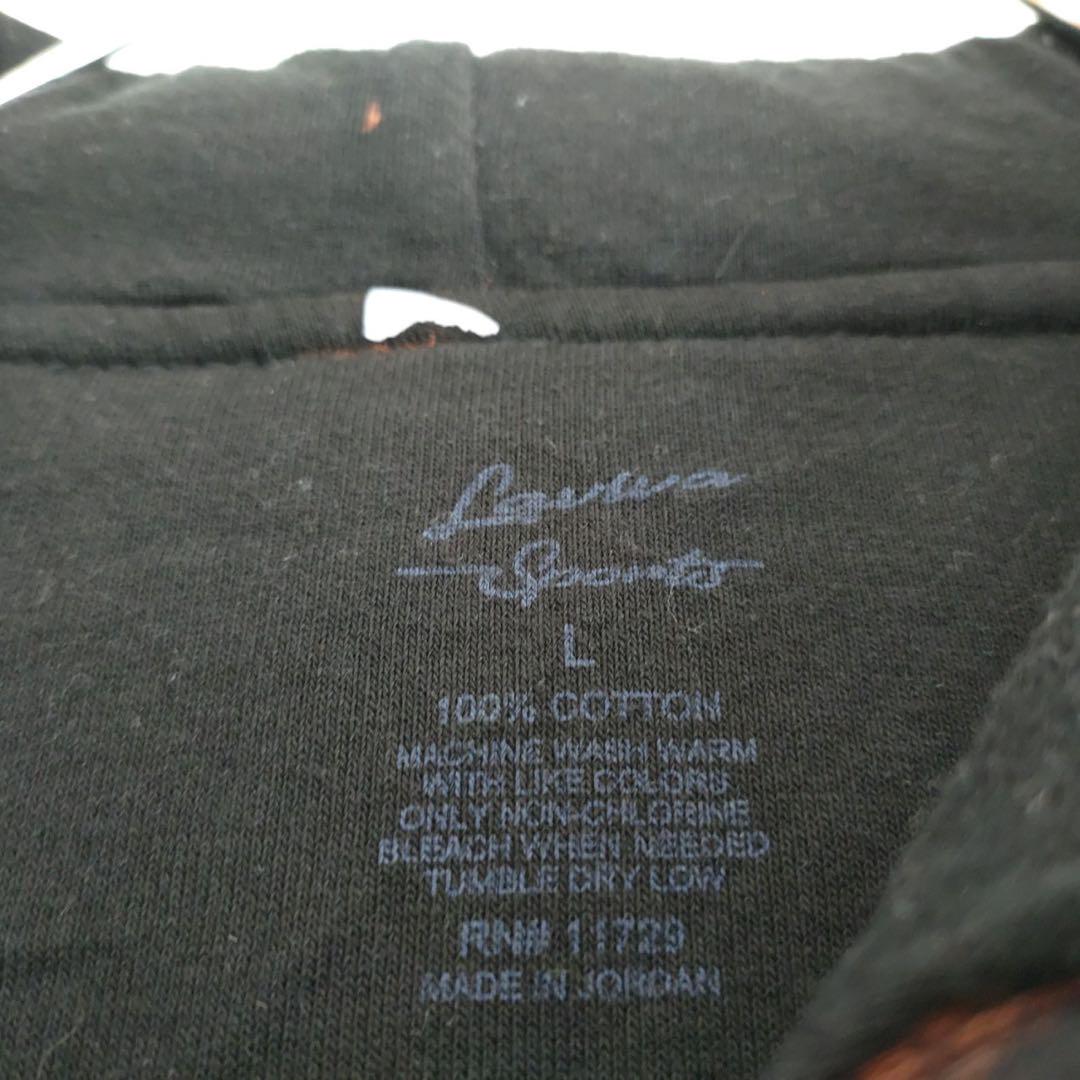 Sports
L
100% COTTON
MACHINE WASH WARM
WITH LIKE COLORS
ONLY NON-CHLORINE
BLEACH WHEN NEEDED
TUMBLE DRY LOW
RN# 11729
MADE IN JORDAN